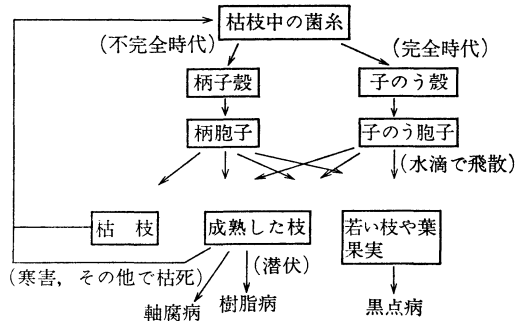 枯枝中の菌糸
(不完全時代)
(完全時代)
柄子殻
子のう殻
柄胞子
子のう胞子
(水滴で飛散)
枯 枝
成熟した枝
若い枝や葉
果実
(寒害,その他で枯死)
(潜伏)
軸腐病
樹脂病
黒点病